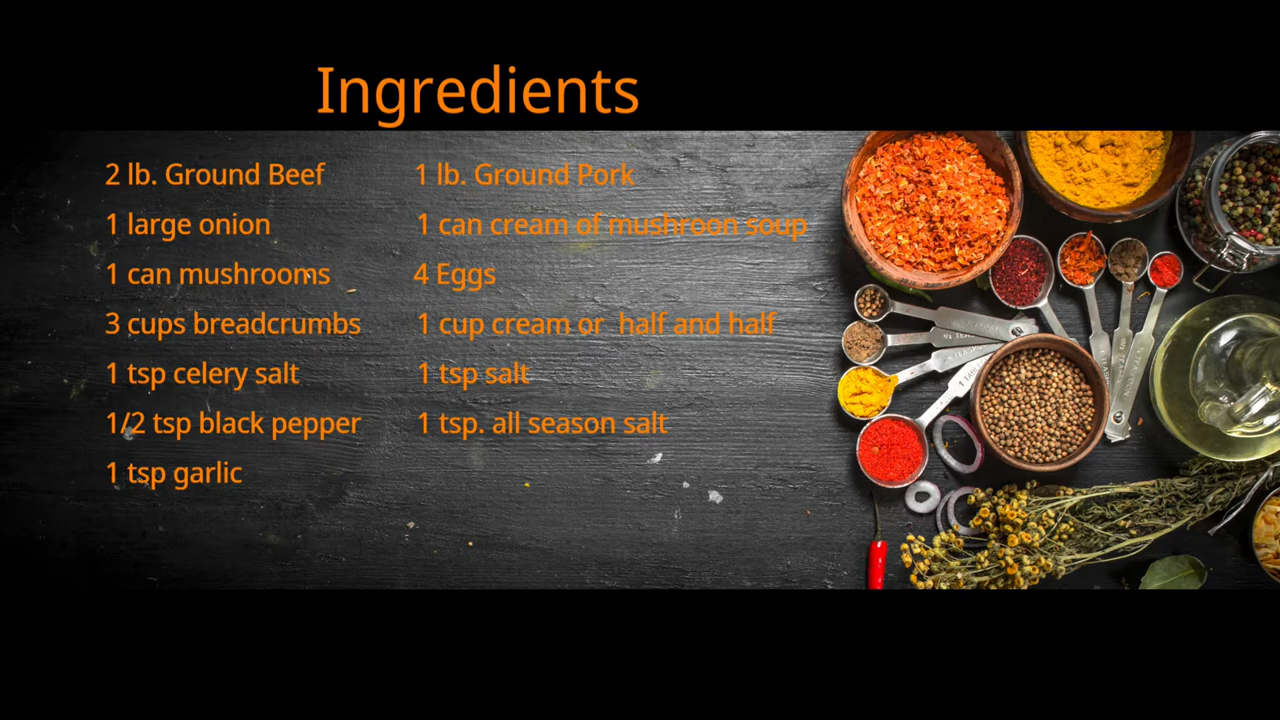 Ingredients
2 lb. Ground Beef
1 large onion
1 can mushrooms
3 cups breadcrumbs
1 tsp celery salt
1/2 tsp black pepper
1 tsp garlic
1 lb. Ground Pork
1 can cream of mushroon soup
4 Eggs
1 cup cream or  half and half
1 tsp salt
1 tsp. all season salt